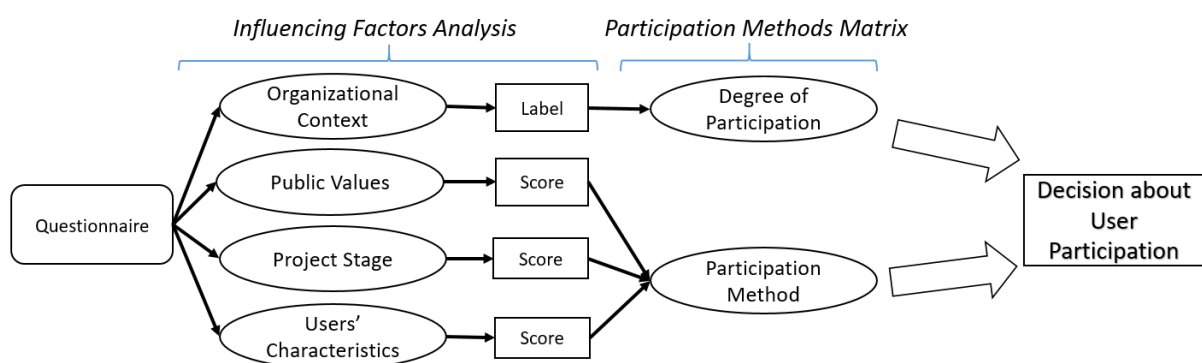 Influencing Factors Analysis
Participation Methods Matrix
Questionnaire
Organizational
Context
Label
Degree of
Participation
Public Values
Score
Project Stage
Score
Participation
Method
Users’
Characteristics
Score
Decision about
User
Participation